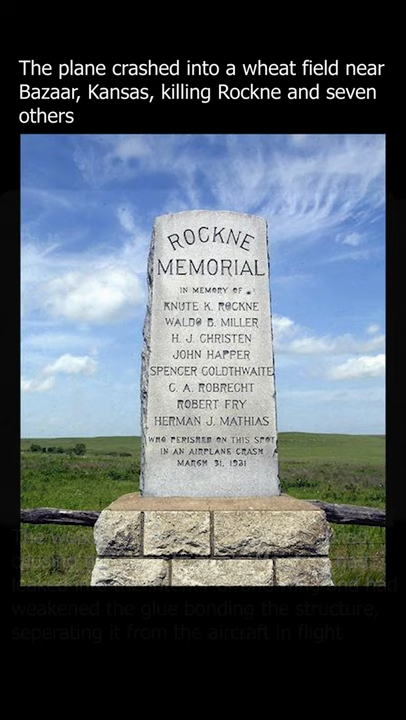 The plane crashed into a wheat field near
Bazaar, Kansas, killing Rockne and seven
others
ROCKNE
MEMORIAL
IN MEMORY OF
KNUTE K. ROCKNE
WALDO B. MILLER
H. J. CHRISTEN
JOHN HAPPER
SPENCER GOLDTHWAITE
C. A. ROBRECHT
ROBERT FRY
HERMAN J. MATHIAS
WHO PERISHED ON THIS SPOT
IN AN AIRPLANE CRASH
MARCH 31, 1931
weakened the glue bonding the structure,
seperating it from the aircraft in flight